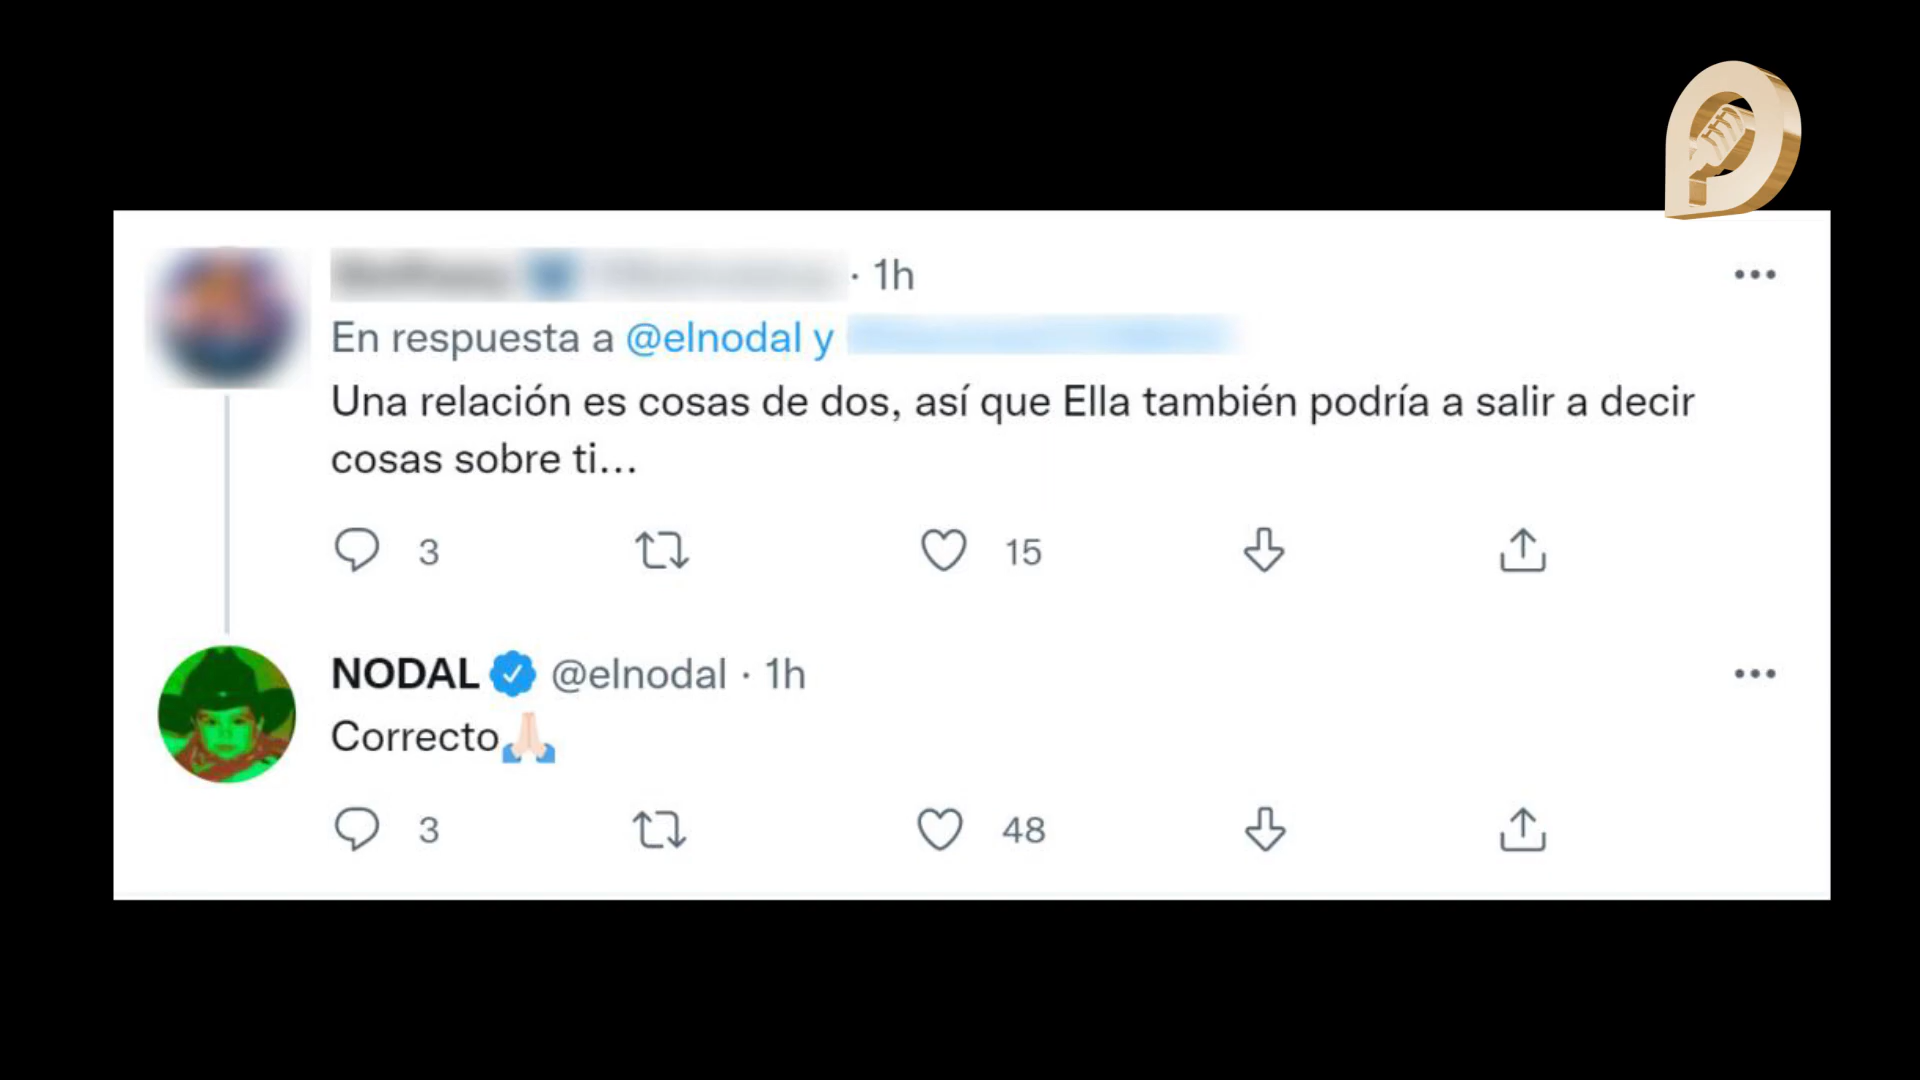 · 1h
En respuesta a @elnodal y
Una relación es cosas de dos, así que Ella también podría a salir a decir
cosas sobre ti...
3 15
NODAL @elnodal · 1h
Correcto🙏🏻
3 48